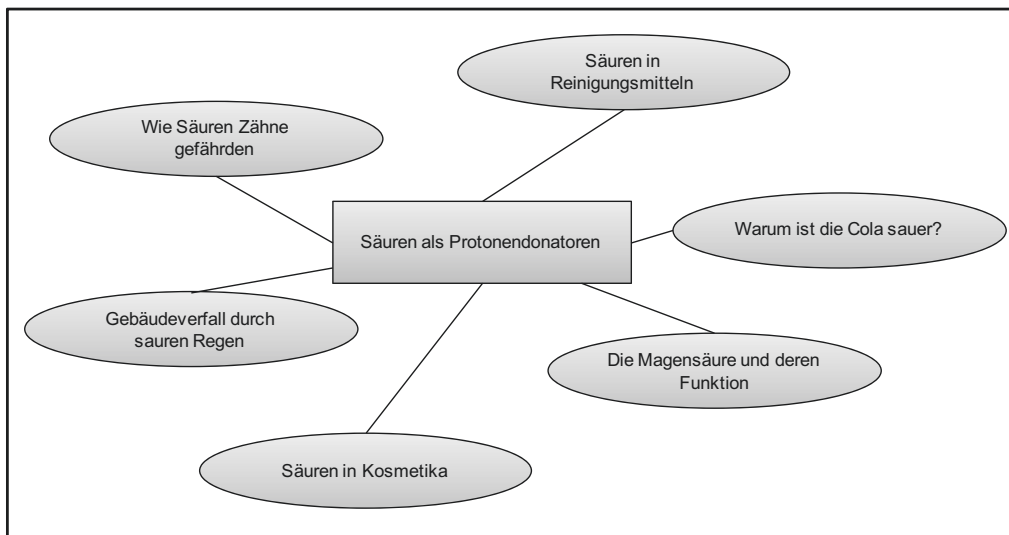 Säuren in
Reinigungsmitteln
Wie Säuren Zähne
gefährden
Säuren als Protonendonatoren
Warum ist die Cola sauer?
Gebäudeverfall durch
sauren Regen
Die Magensäure und deren
Funktion
Säuren in Kosmetika